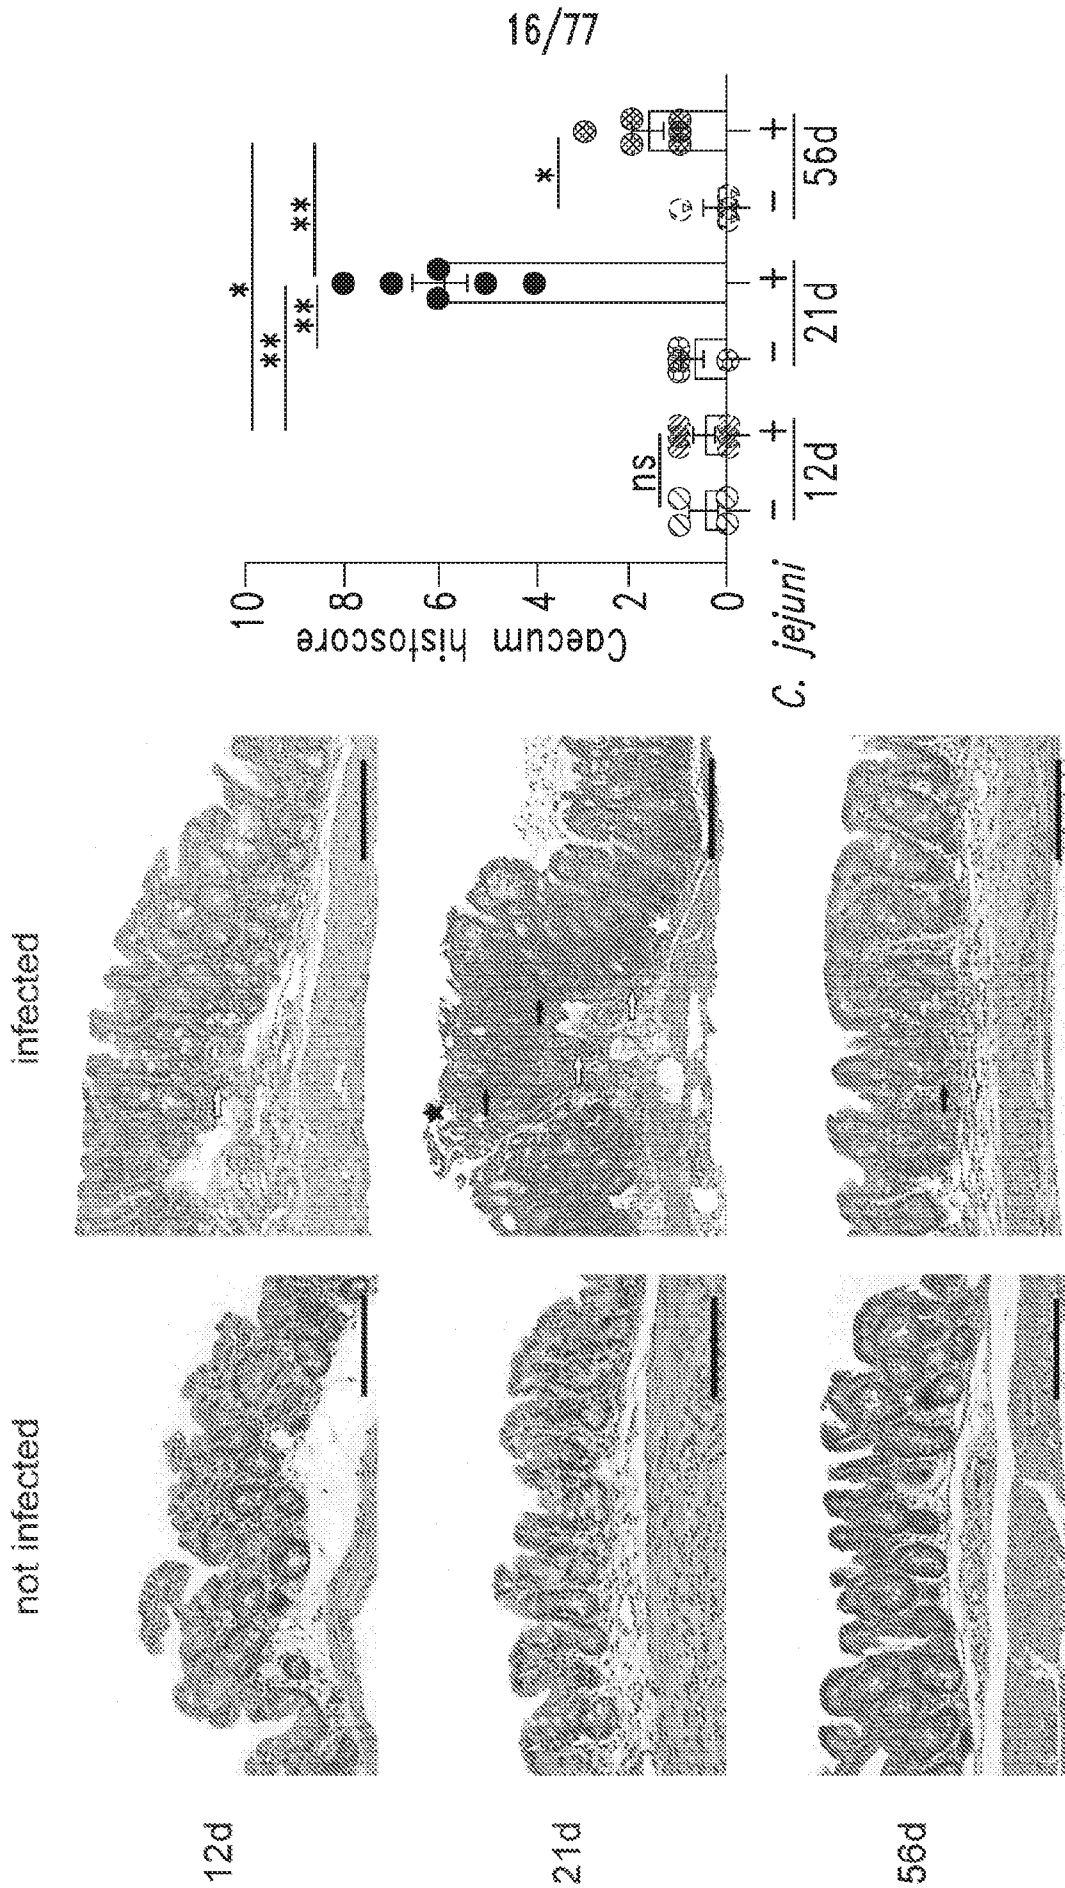 16/77
not infected
infected
12d
21d
56d
Caecum histoscore
10
8
6
4
2
0
*
**
**
**
*
ns
C. jejuni
- + - + - +
12d 21d 56d